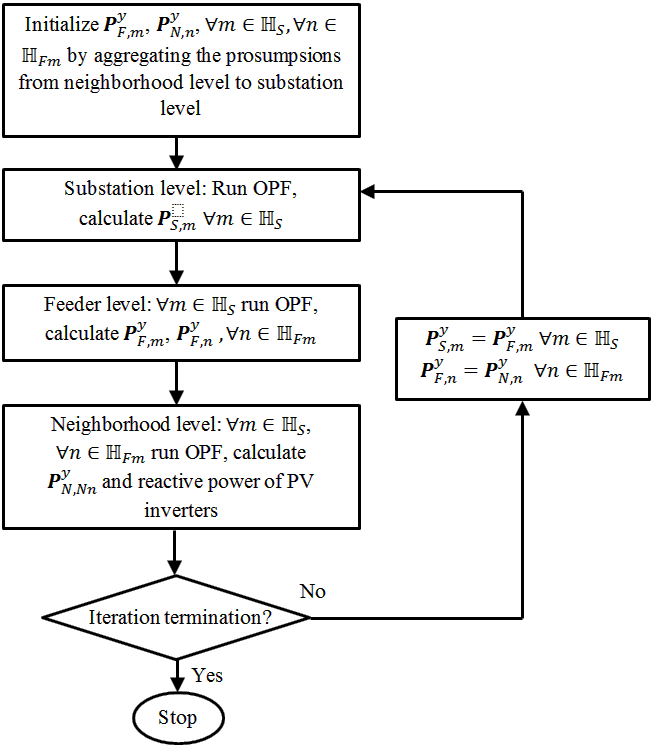 Initialize 𝑷^y_{F,m}, 𝑷^y_{N,n}, ∀m ∈ ℍ_S, ∀n ∈
ℍ_{Fm} by aggregating the prosumpsions
from neighborhood level to substation
level
Substation level: Run OPF,
calculate 𝑷^⬚_{S,m} ∀m ∈ ℍ_S
Feeder level: ∀m ∈ ℍ_S run OPF,
calculate 𝑷^y_{F,m}, 𝑷^y_{F,n} , ∀n ∈ ℍ_{Fm}
𝑷^y_{S,m} = 𝑷^y_{F,m} ∀m ∈ ℍ_S
𝑷^y_{F,n} = 𝑷^y_{N,n} ∀n ∈ ℍ_{Fm}
Neighborhood level: ∀m ∈ ℍ_S,
∀n ∈ ℍ_{Fm} run OPF, calculate
𝑷^y_{N,Nn} and reactive power of PV
inverters
Iteration termination?
No
Yes
Stop